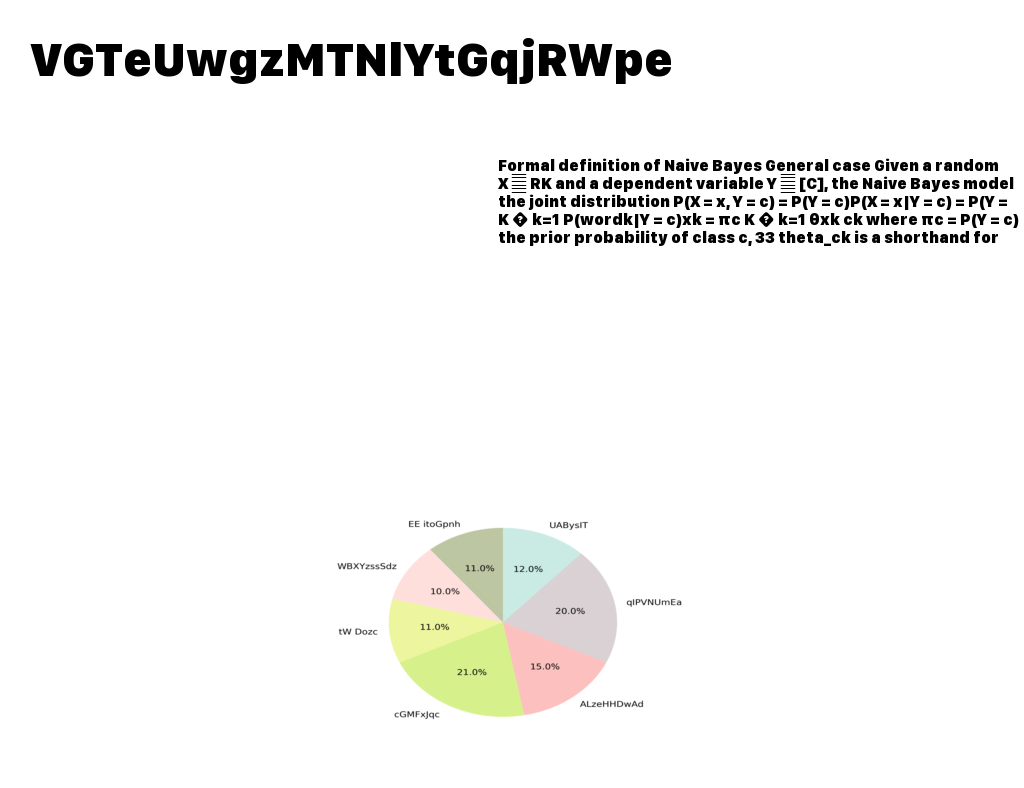 VGTeUwgzMTNlYtGqjRWpe
Formal definition of Naive Bayes General case Given a random
X RK and a dependent variable Y [C], the Naive Bayes model
the joint distribution P(X = x, Y = c) = P(Y = c)P(X = x|Y = c) = P(Y =
K � k=1 P(wordk|Y = c)xk = πc K � k=1 θxk ck where πc = P(Y = c)
the prior probability of class c, 33 theta_ck is a shorthand for
EE itoGpnh
UABysIT
11.0%
12.0%
WBXYzssSdz
10.0%
qIPVNUmEa
20.0%
tW Dozc
11.0%
21.0%
15.0%
cGMFxJqc
ALzeHHDwAd